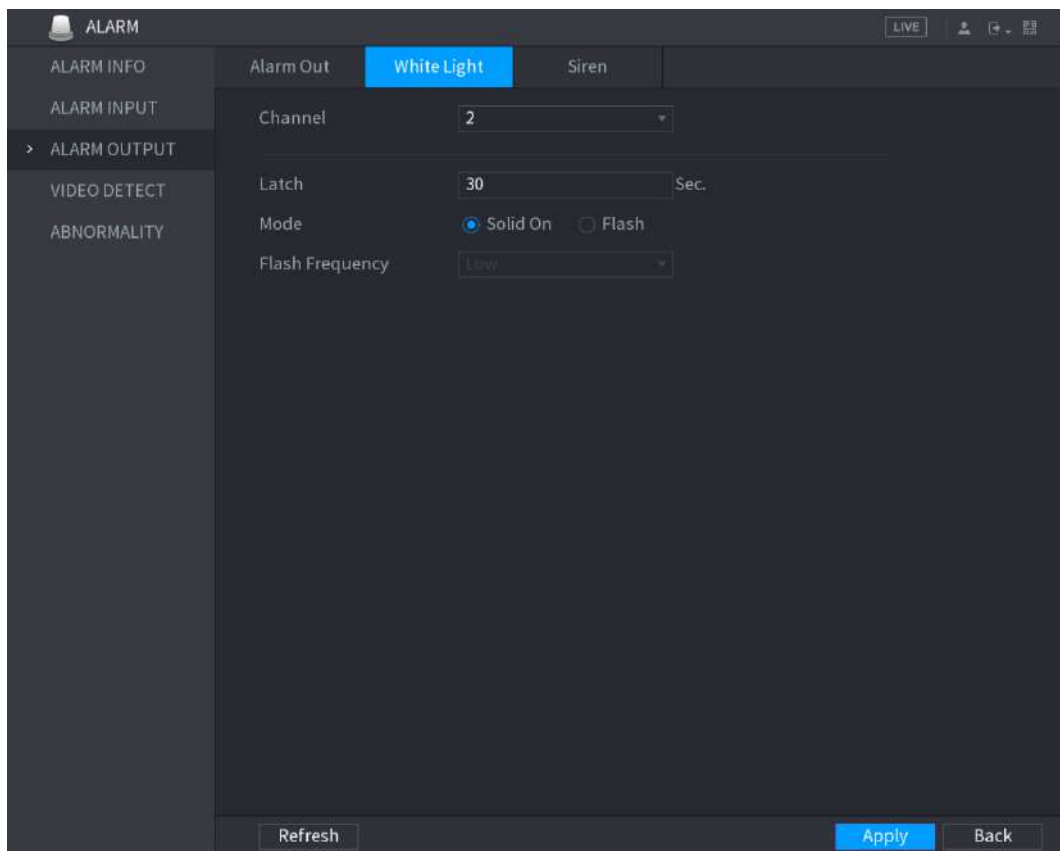 ALARM
LIVE
ALARM INFO
ALARM INPUT
> ALARM OUTPUT
VIDEO DETECT
ABNORMALITY
Alarm Out White Light Siren
Channel 2
Latch 30 Sec.
Mode Solid On Flash
Flash Frequency Low
Refresh Apply Back